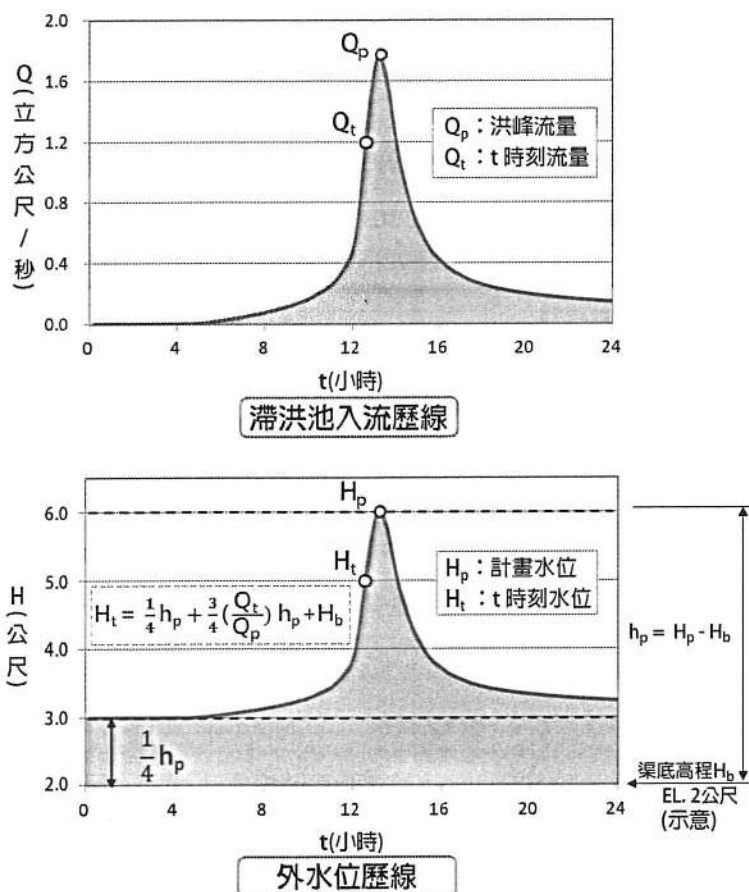 Q(立方公尺/秒)
2.0
1.6
1.2
0.8
0.4
0.0
Qp
Qt
Qp：洪峰流量
Qt：t 時刻流量
0 4 8 12 16 20 24
t(小時)
滯洪池入流歷線
H(公尺)
6.0
5.0
4.0
3.0
2.0
Hp
Ht
Hp：計畫水位
Ht：t 時刻水位
Ht = 1/4 hp + 3/4 (Qt/Qp) hp + Hb
hp = Hp - Hb
1/4 hp
渠底高程Hb
EL. 2公尺
(示意)
0 4 8 12 16 20 24
t(小時)
外水位歷線